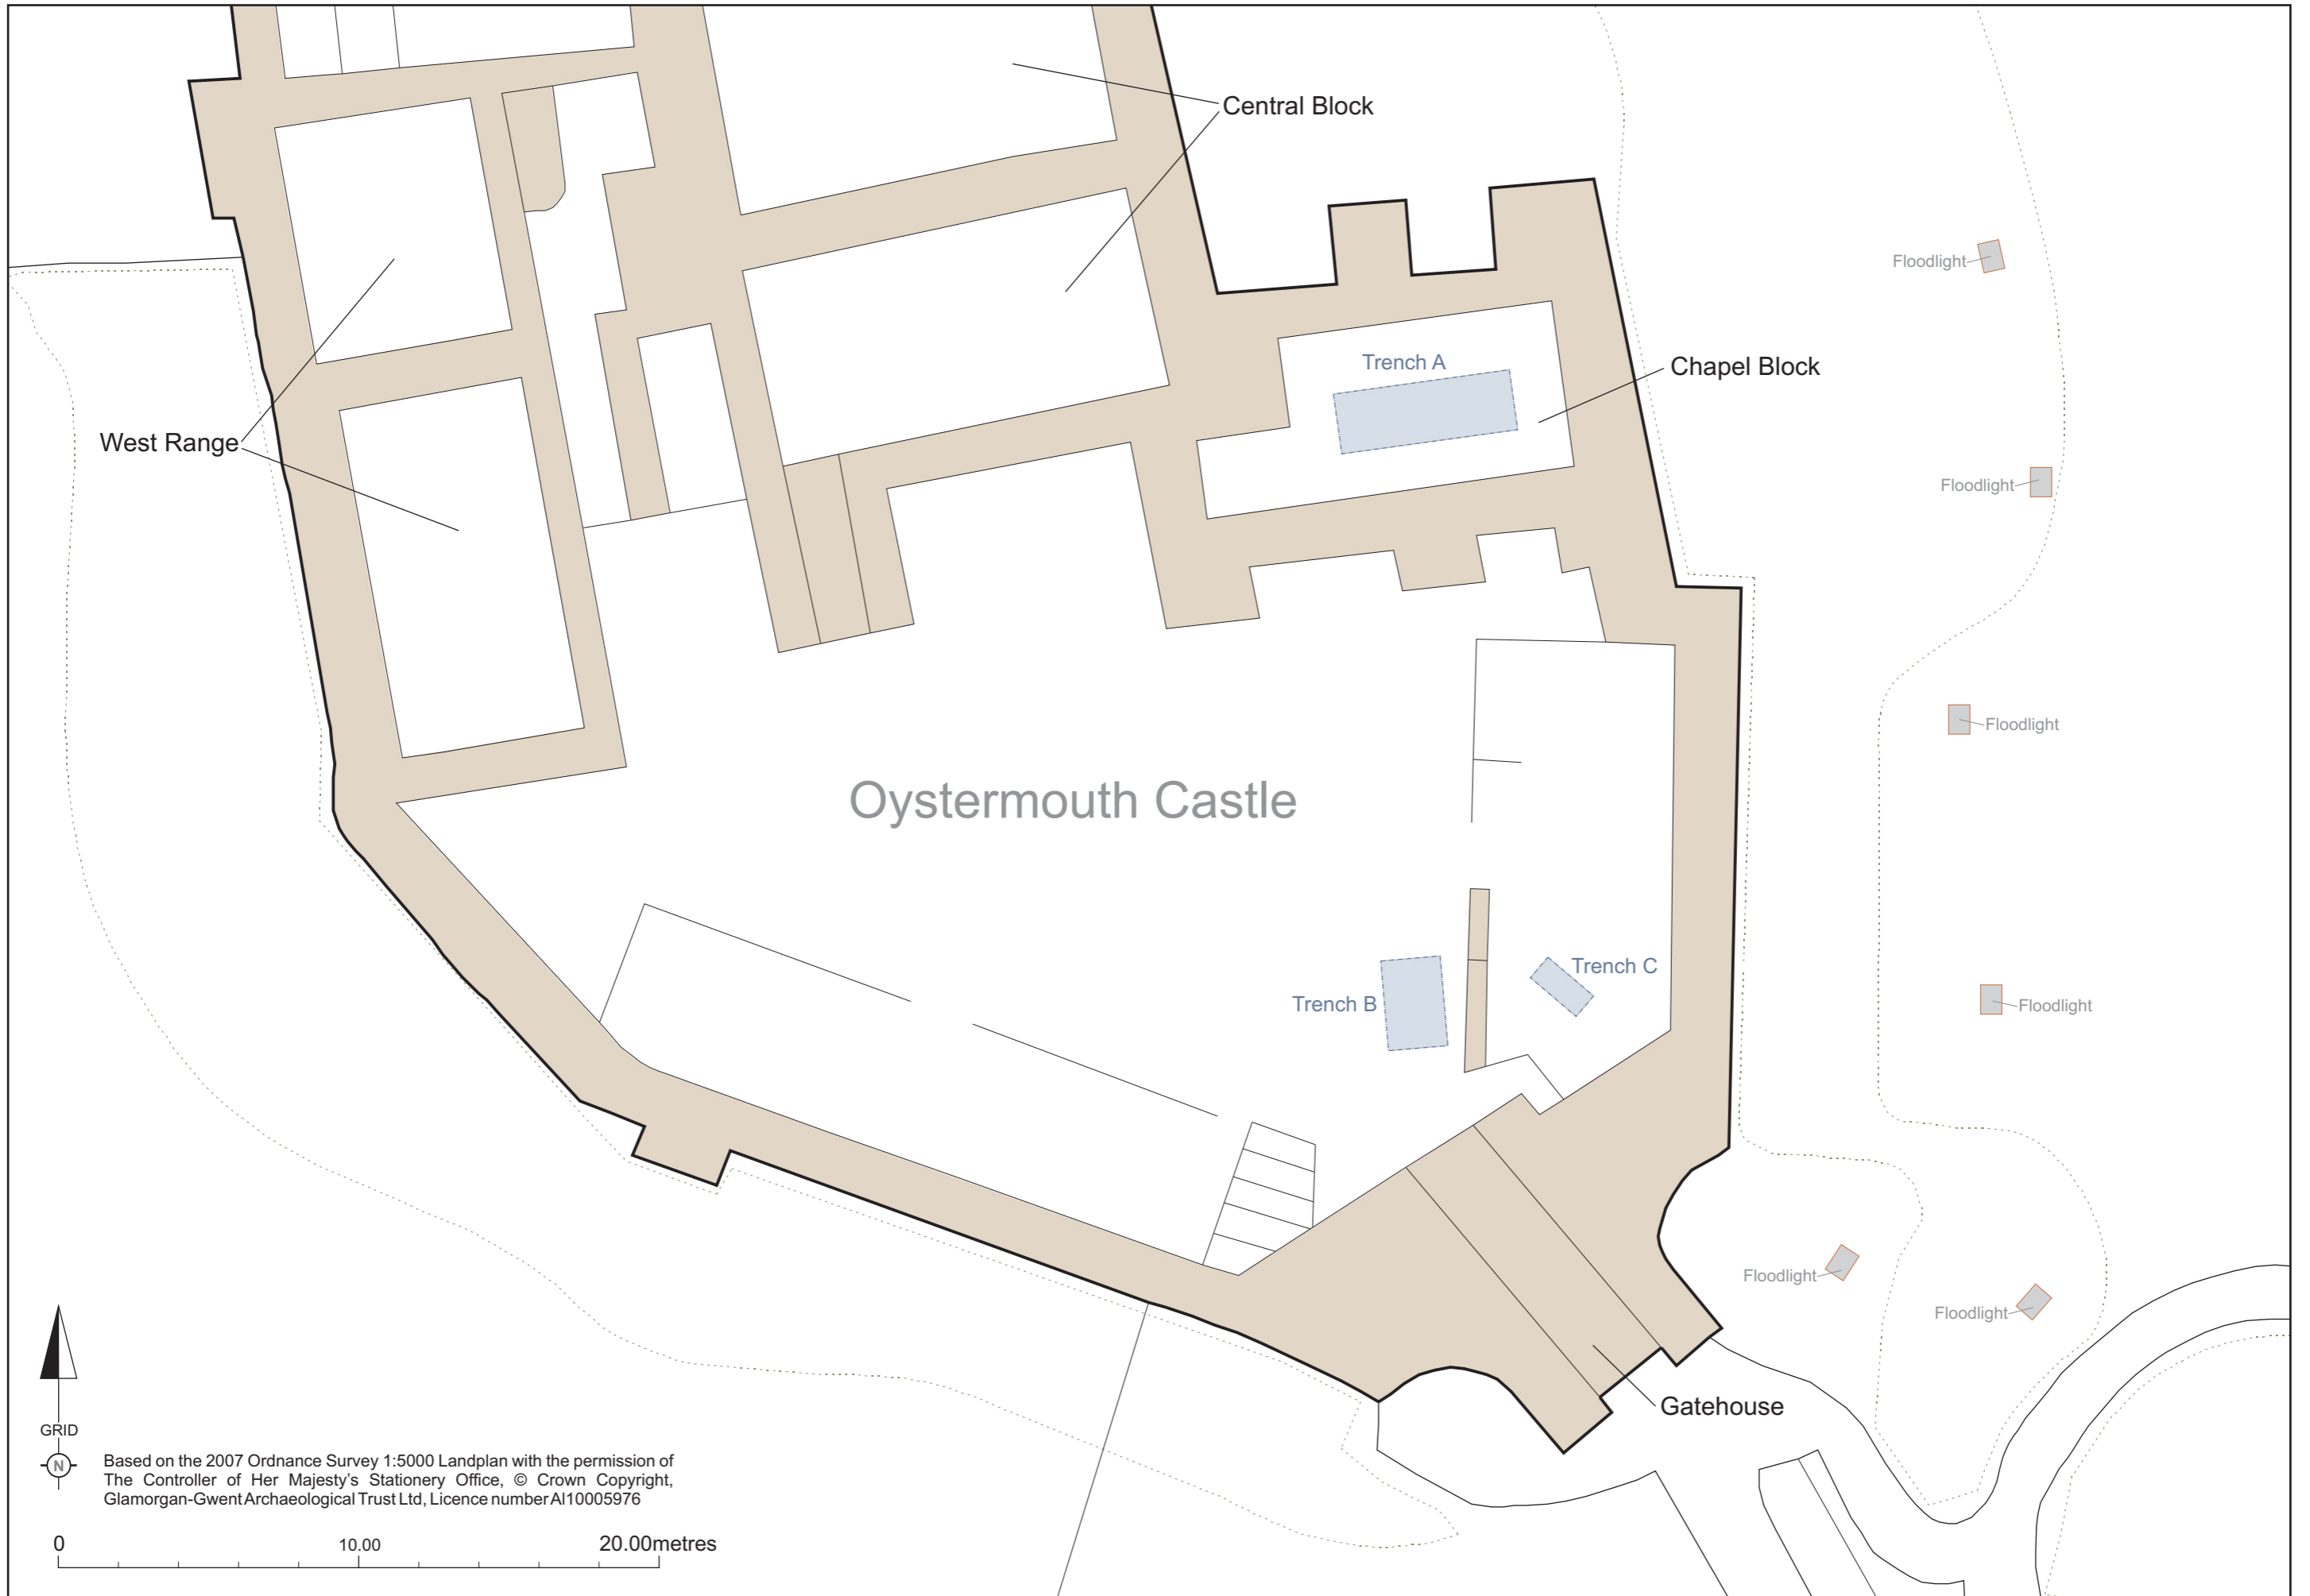 Central Block
Floodlight
Trench A
Chapel Block
West Range
Floodlight
Floodlight
Oystermouth Castle
Trench C
Trench B
Floodlight
Floodlight
Floodlight
Gatehouse
GRID
N
Based on the 2007 Ordnance Survey 1:5000 Landplan with the permission of
The Controller of Her Majesty's Stationery Office, © Crown Copyright,
Glamorgan-Gwent Archaeological Trust Ltd, Licence number Al10005976
0 10.00 20.00metres